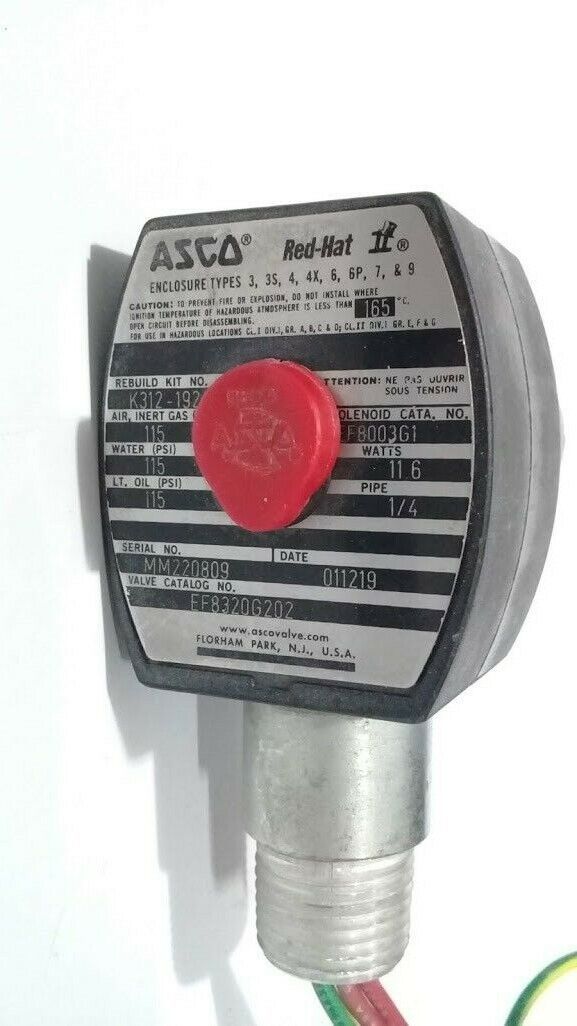 ASCO® Red-Hat II®
ENCLOSURE TYPES 3, 3S, 4, 4X, 6, 6P, 7, & 9
CAUTION: TO PREVENT FIRE OR EXPLOSION, DO NOT INSTALL WHERE
IGNITION TEMPERATURE OF HAZARDOUS ATMOSPHERE IS LESS THAN 165 °C.
OPEN CIRCUIT BEFORE DISASSEMBLING.
FOR USE IN HAZARDOUS LOCATIONS CL.I DIV.I, GR. A, B, C & D; CL.II DIV.I GR. E, F & G
REBUILD KIT NO. ATTENTION: NE PAS OUVRIR
SOUS TENSION
K312-192
AIR, INERT GAS SOLENOID CATA. NO.
115 EF8003G1
WATER (PSI) WATTS
115 11.6
LT. OIL (PSI) PIPE
115 1/4
SERIAL NO. DATE
MM220809 011219
VALVE CATALOG NO.
EF8320G202
www.ascovalve.com
FLORHAM PARK, N.J., U.S.A.
ASCO